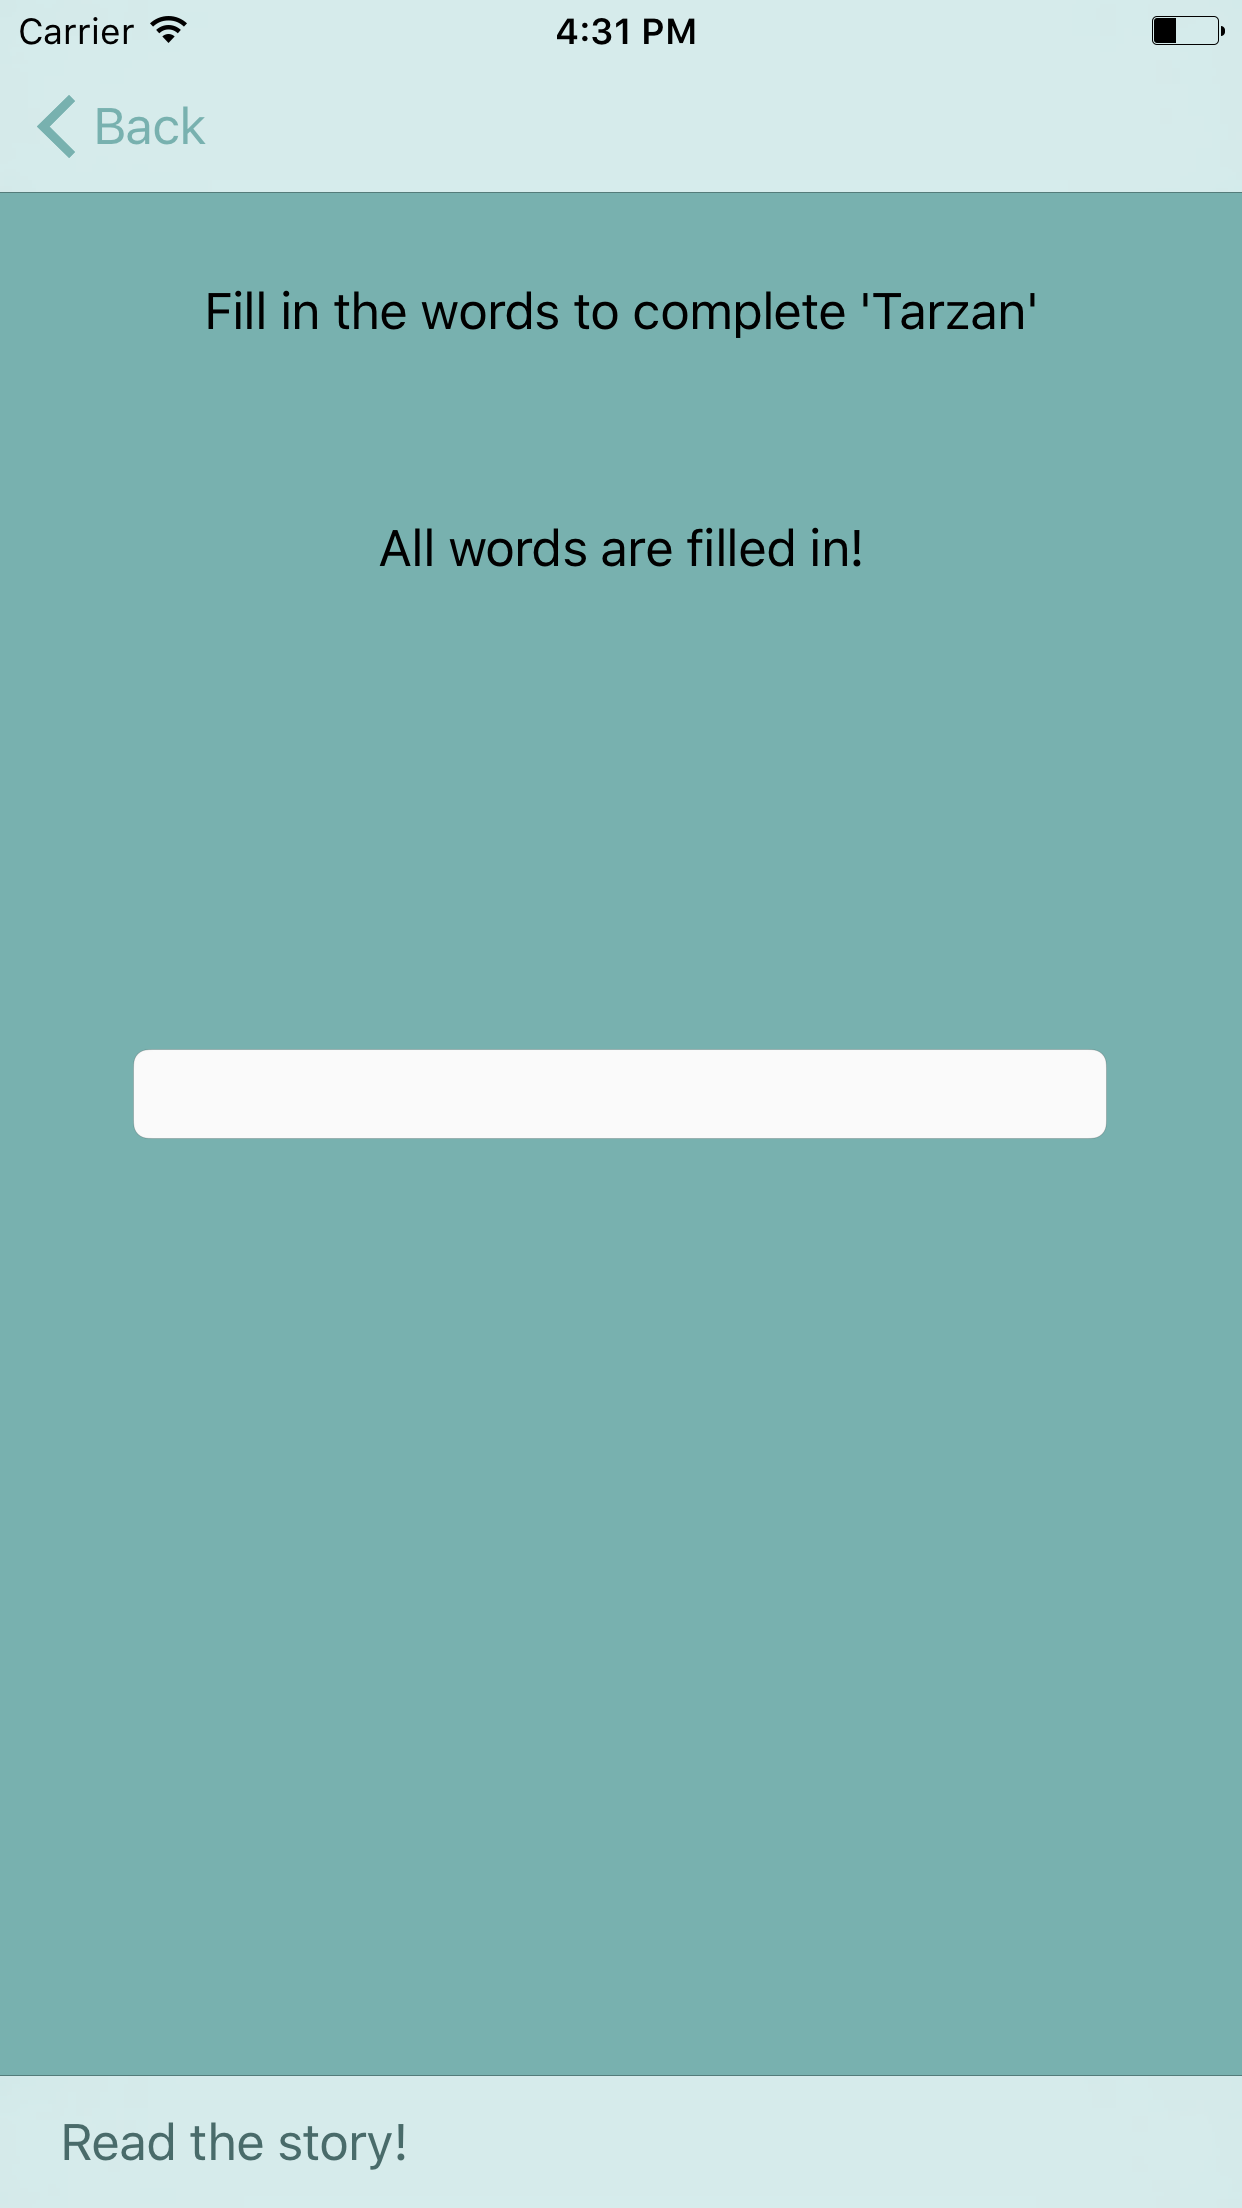 Carrier 4:31 PM
Back
Fill in the words to complete 'Tarzan'
All words are filled in!
Read the story!